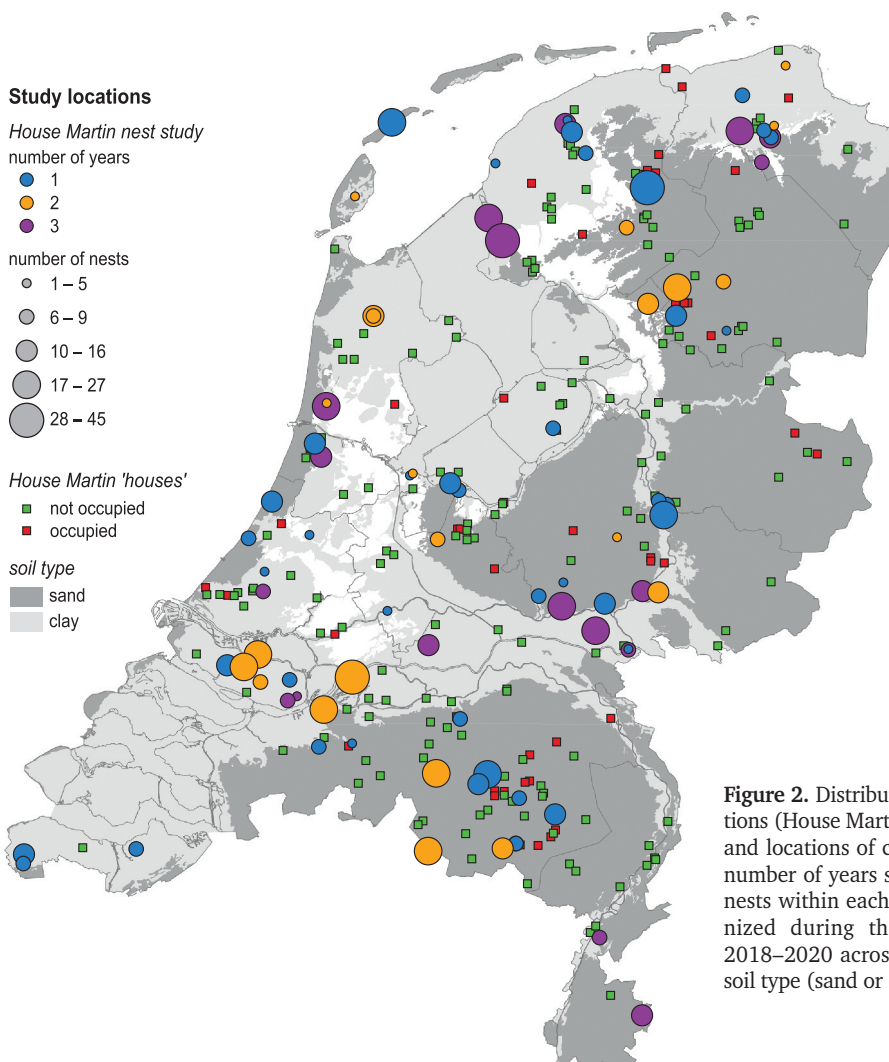 Study locations
House Martin nest study
number of years
1
2
3
number of nests
1 – 5
6 – 9
10 – 16
17 – 27
28 – 45
House Martin 'houses'
not occupied
occupied
soil type
sand
clay
Figure 2. Distribu
tions (House Mart
and locations of c
number of years s
nests within each
nized during th
2018–2020 acros
soil type (sand or